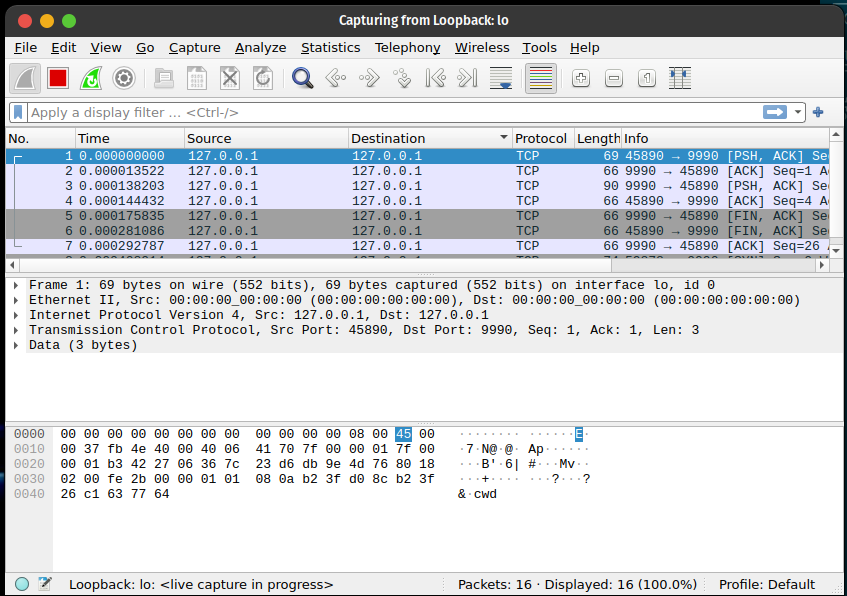 Capturing from Loopback: lo
File Edit View Go Capture Analyze Statistics Telephony Wireless Tools Help
Apply a display filter … <Ctrl-/>
No. Time Source Destination Protocol Length Info
1 0.000000000 127.0.0.1 127.0.0.1 TCP 69 45890 → 9990 [PSH, ACK] Se
2 0.000013522 127.0.0.1 127.0.0.1 TCP 66 9990 → 45890 [ACK] Seq=1 A
3 0.000138203 127.0.0.1 127.0.0.1 TCP 90 9990 → 45890 [PSH, ACK] Se
4 0.000144432 127.0.0.1 127.0.0.1 TCP 66 45890 → 9990 [ACK] Seq=4 A
5 0.000175835 127.0.0.1 127.0.0.1 TCP 66 9990 → 45890 [FIN, ACK] Se
6 0.000281086 127.0.0.1 127.0.0.1 TCP 66 45890 → 9990 [FIN, ACK] Se
7 0.000292787 127.0.0.1 127.0.0.1 TCP 66 9990 → 45890 [ACK] Seq=26
Frame 1: 69 bytes on wire (552 bits), 69 bytes captured (552 bits) on interface lo, id 0
Ethernet II, Src: 00:00:00_00:00:00 (00:00:00:00:00:00), Dst: 00:00:00_00:00:00 (00:00:00:00:00:00)
Internet Protocol Version 4, Src: 127.0.0.1, Dst: 127.0.0.1
Transmission Control Protocol, Src Port: 45890, Dst Port: 9990, Seq: 1, Ack: 1, Len: 3
Data (3 bytes)
0000 00 00 00 00 00 00 00 00 00 00 00 00 08 00 45 00 ········ ······E·
0010 00 37 fb 4e 40 00 40 06 41 70 7f 00 00 01 7f 00 ·7·N@·@· Ap······
0020 00 01 b3 42 27 06 36 7c 23 d6 db 9e 4d 76 80 18 ···B'·6| #···Mv··
0030 02 00 fe 2b 00 00 01 01 08 0a b2 3f d0 8c b2 3f ···+···· ···?···?
0040 26 c1 63 77 64 &·cwd
Loopback: lo: <live capture in progress> Packets: 16 · Displayed: 16 (100.0%) Profile: Default